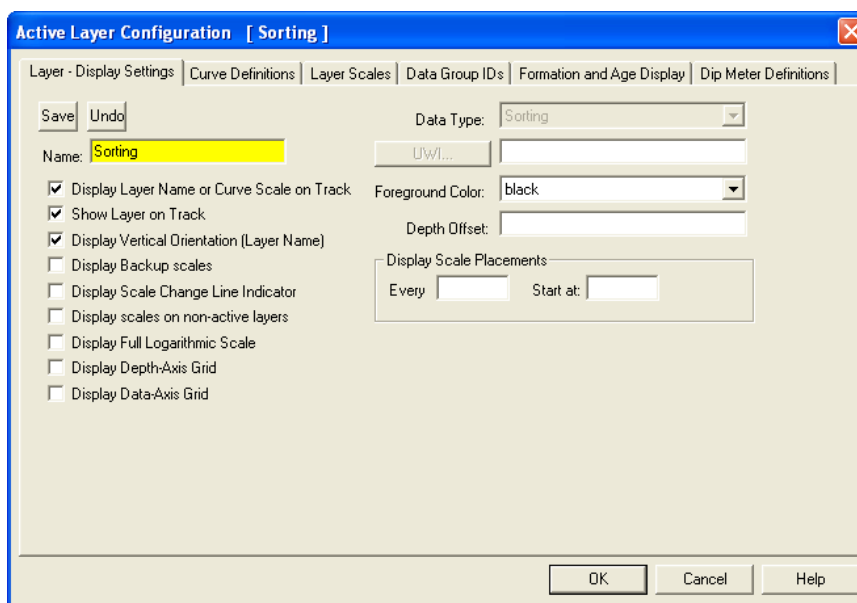 Active Layer Configuration [ Sorting ]
Layer - Display Settings
Curve Definitions
Layer Scales
Data Group IDs
Formation and Age Display
Dip Meter Definitions
Save
Undo
Name:
Sorting
Display Layer Name or Curve Scale on Track
Show Layer on Track
Display Vertical Orientation (Layer Name)
Display Backup scales
Display Scale Change Line Indicator
Display scales on non-active layers
Display Full Logarithmic Scale
Display Depth-Axis Grid
Display Data-Axis Grid
Data Type:
Sorting
UWI...
Foreground Color:
black
Depth Offset:
Display Scale Placements
Every
Start at:
OK
Cancel
Help